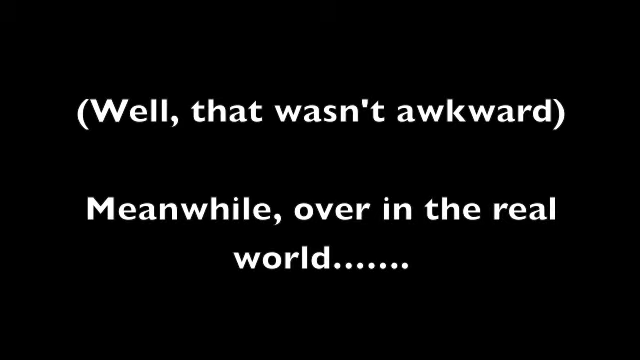 (Well, that wasn't awkward)
Meanwhile, over in the real
world.......